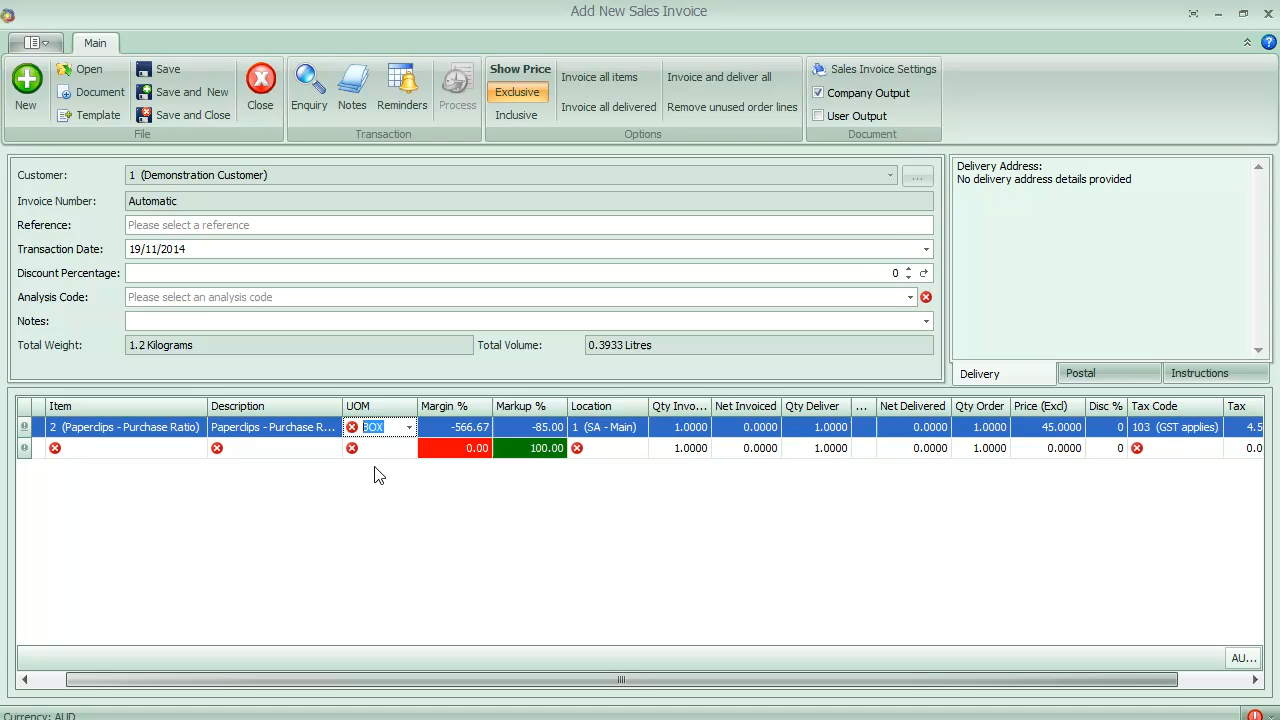 Add New Sales Invoice
Main
New
Open
Document
Template
Save
Save and New
Save and Close
Close
File
Enquiry
Notes
Reminders
Process
Transaction
Show Price
Exclusive
Inclusive
Invoice all items
Invoice all delivered
Invoice and deliver all
Remove unused order lines
Options
Sales Invoice Settings
Company Output
User Output
Document
Customer: 1 (Demonstration Customer) ...
Invoice Number: Automatic
Reference: Please select a reference
Transaction Date: 19/11/2014
Discount Percentage: 0
Analysis Code: Please select an analysis code
Notes:
Total Weight: 1.2 Kilograms Total Volume: 0.3933 Litres
Delivery Address:
No delivery address details provided
Delivery Postal Instructions
Item Description UOM Margin % Markup % Location Qty Invo... Net Invoiced Qty Deliver ... Net Delivered Qty Order Price (Excl) Disc % Tax Code Tax
2 (Paperclips - Purchase Ratio) Paperclips - Purchase R... BOX -566.67 -85.00 1 (SA - Main) 1.0000 0.0000 1.0000 0.0000 1.0000 45.0000 0 103 (GST applies) 4.5
0.00 100.00 1.0000 0.0000 1.0000 0.0000 1.0000 0.0000 0 0.0
AU...
Currency: AUD